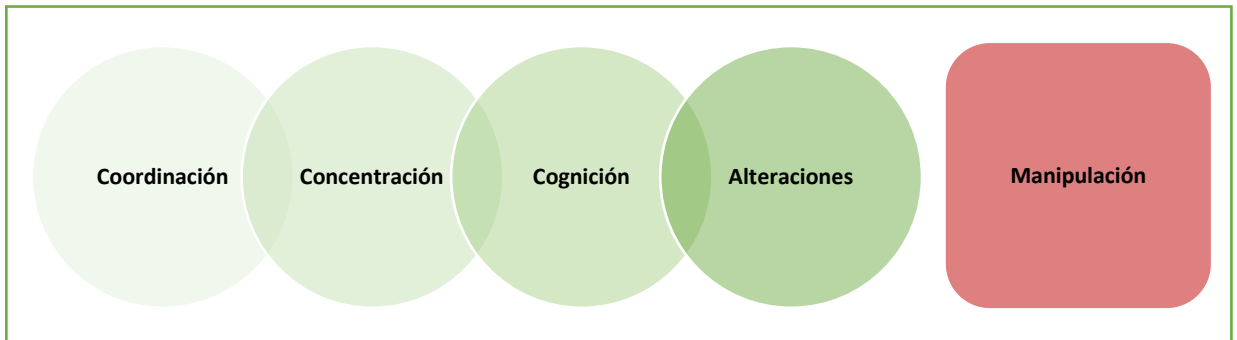 Coordinación
Concentración
Cognición
Alteraciones
Manipulación